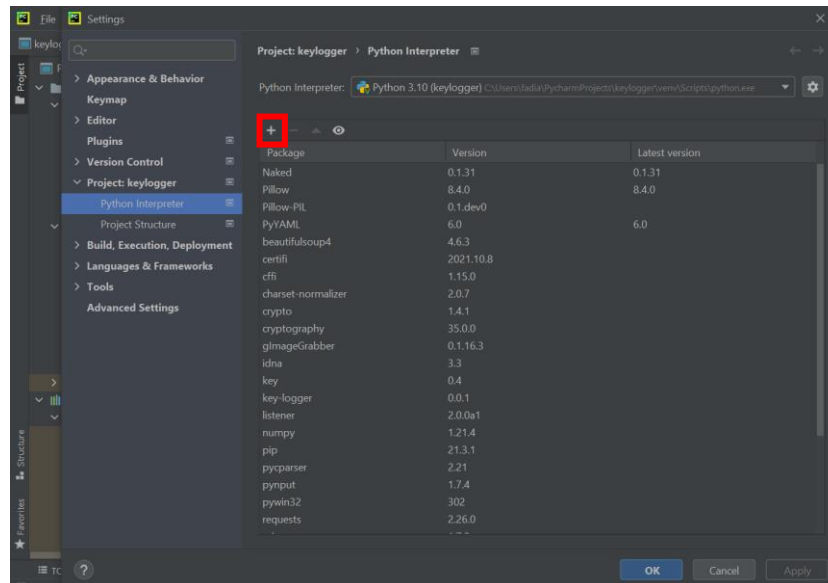 PC File PC Settings
keylog
Project
Structure
Favorites
Appearance & Behavior
Keymap
Editor
Plugins
Version Control
Project: keylogger
Python Interpreter
Project Structure
Build, Execution, Deployment
Languages & Frameworks
Tools
Advanced Settings
Project: keylogger > Python Interpreter
Python Interpreter: Python 3.10 (keylogger) C:\Users\fadia\PycharmProjects\keylogger\venv\Scripts\python.exe
Package Version Latest version
Naked 0.1.31 0.1.31
Pillow 8.4.0 8.4.0
Pillow-PIL 0.1.dev0
PyYAML 6.0 6.0
beautifulsoup4 4.6.3
certifi 2021.10.8
cffi 1.15.0
charset-normalizer 2.0.7
crypto 1.4.1
cryptography 35.0.0
gImageGrabber 0.1.16.3
idna 3.3
key 0.4
key-logger 0.0.1
listener 2.0.0a1
numpy 1.21.4
pip 21.3.1
pycparser 2.21
pynput 1.7.4
pywin32 302
requests 2.26.0
TO ? OK Cancel Apply